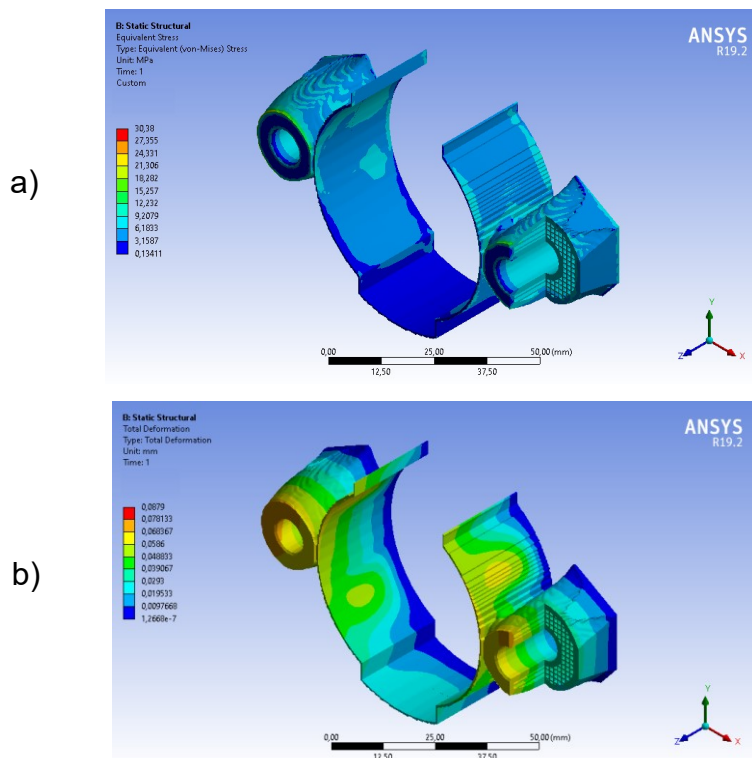 a)
B: Static Structural
Equivalent Stress
Type: Equivalent (von-Mises) Stress
Unit: MPa
Time: 1
Custom
30,38
27,355
24,331
21,306
18,282
15,257
12,232
9,2079
6,1833
3,1587
0,13411
ANSYS
R19.2
0,00 25,00 50,00 (mm)
12,50 37,50
Y
Z X
b)
B: Static Structural
Total Deformation
Type: Total Deformation
Unit: mm
Time: 1
0,0879
0,078133
0,068367
0,0586
0,048833
0,039067
0,0293
0,019533
0,0097668
1,2668e-7
ANSYS
R19.2
0,00 25,00 50,00 (mm)
12,50 37,50
Y
Z X